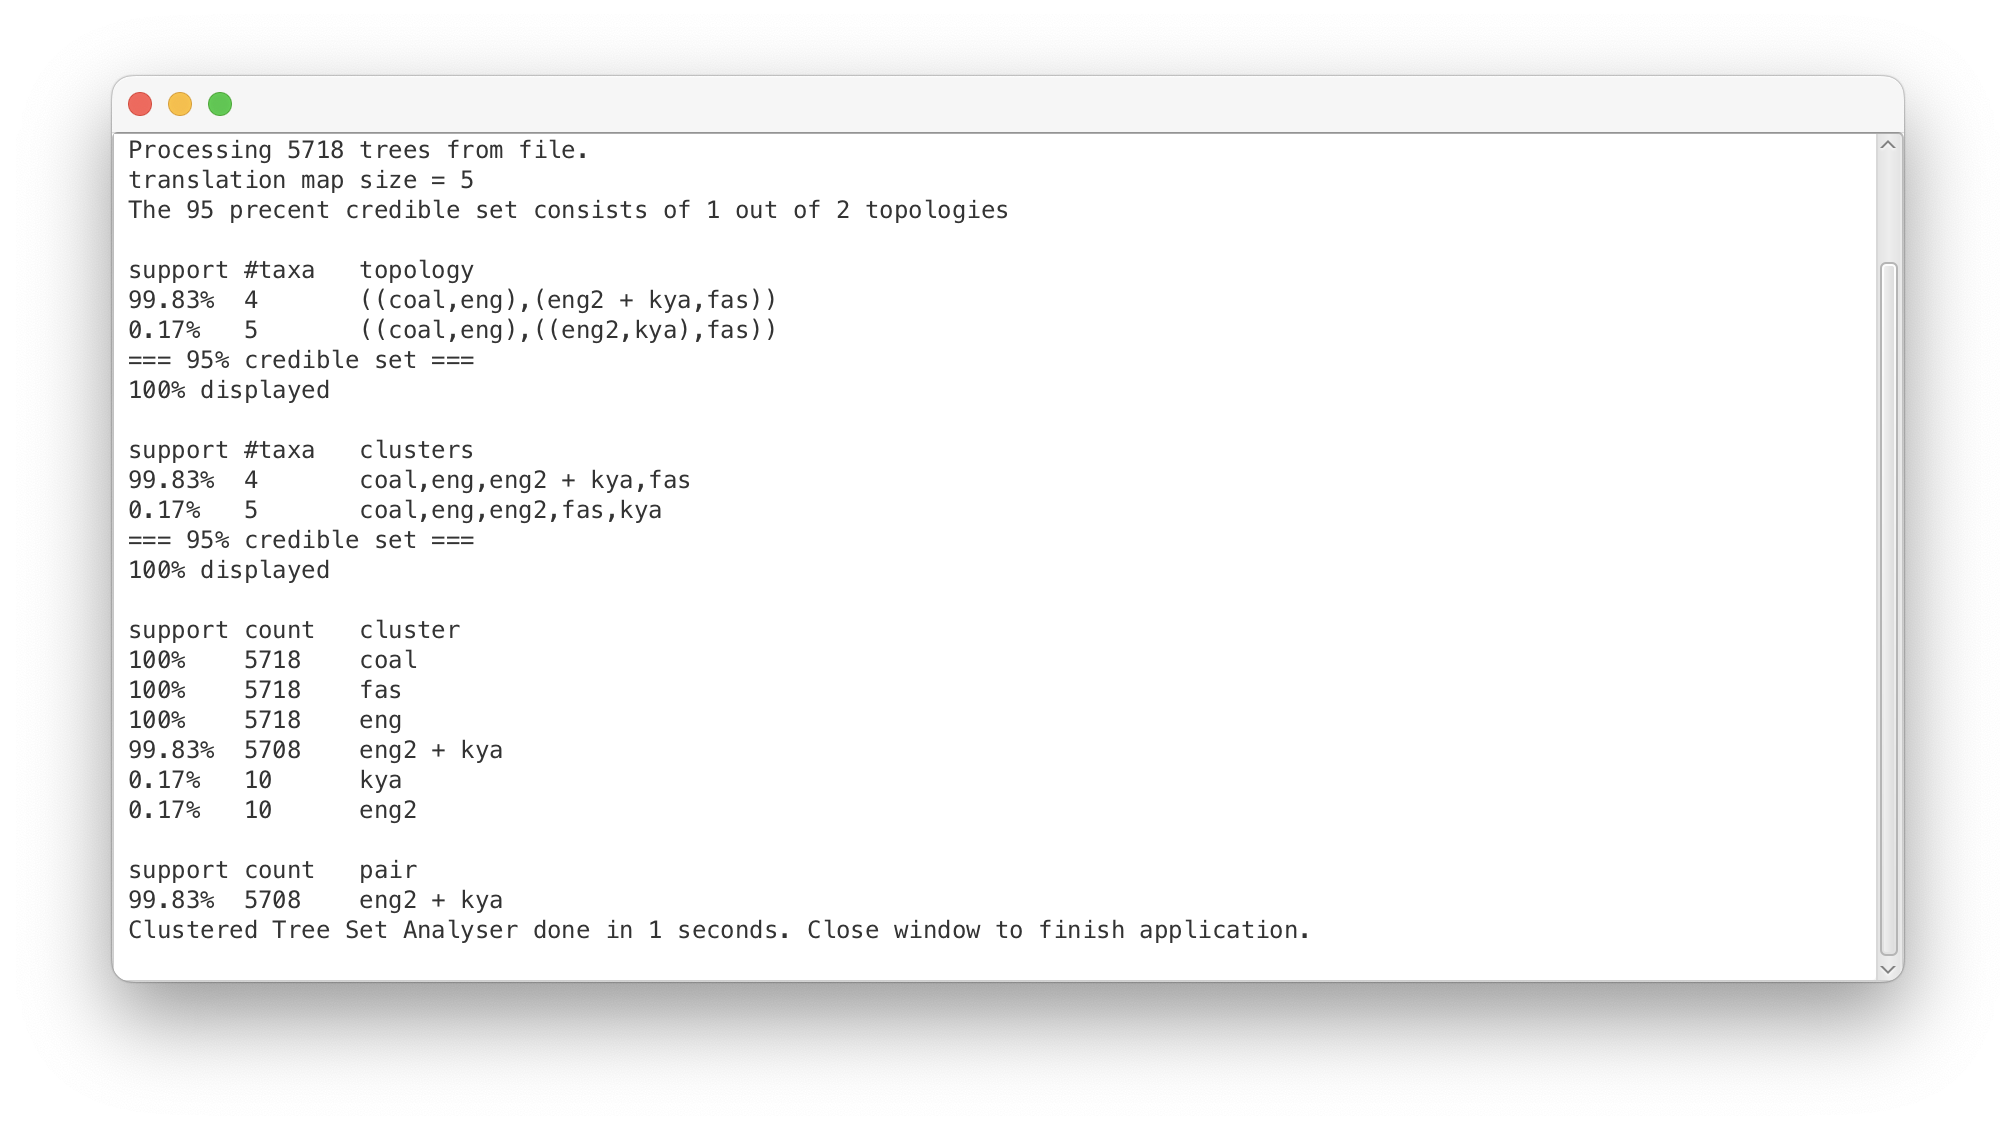 Processing 5718 trees from file.
translation map size = 5
The 95 precent credible set consists of 1 out of 2 topologies
support #taxa   topology
99.83%  4       ((coal,eng),(eng2 + kya,fas))
0.17%   5       ((coal,eng),((eng2,kya),fas))
=== 95% credible set ===
100% displayed
support #taxa   clusters
99.83%  4       coal,eng,eng2 + kya,fas
0.17%   5       coal,eng,eng2,fas,kya
=== 95% credible set ===
100% displayed
support count   cluster
100%    5718    coal
100%    5718    fas
100%    5718    eng
99.83%  5708    eng2 + kya
0.17%   10      kya
0.17%   10      eng2
support count   pair
99.83%  5708    eng2 + kya
Clustered Tree Set Analyser done in 1 seconds. Close window to finish application.